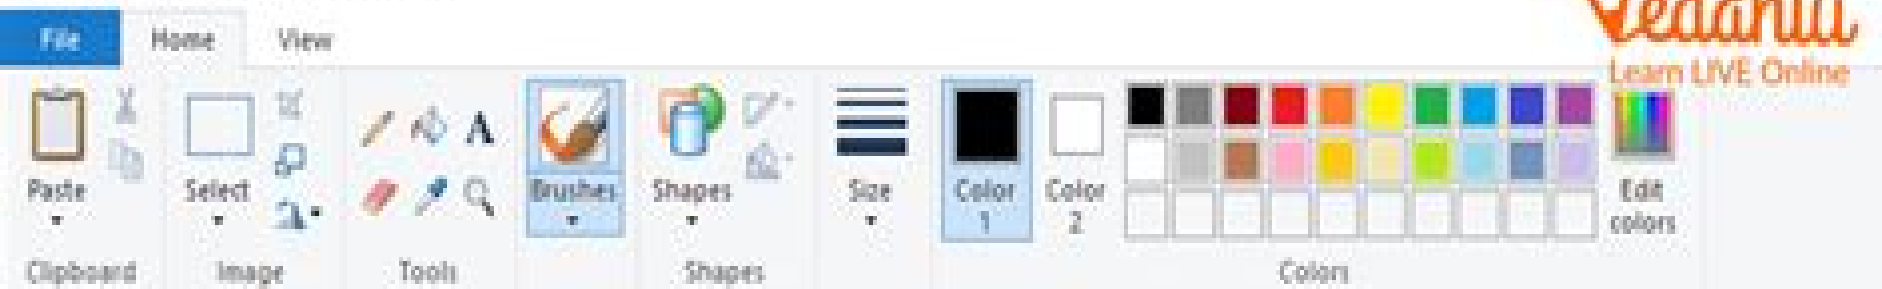 Vedantu
Learn LIVE Online
File Home View
Paste Select A Brushes Shapes Size Color 1 Color 2 Edit colors
Clipboard Image Tools Shapes Colors